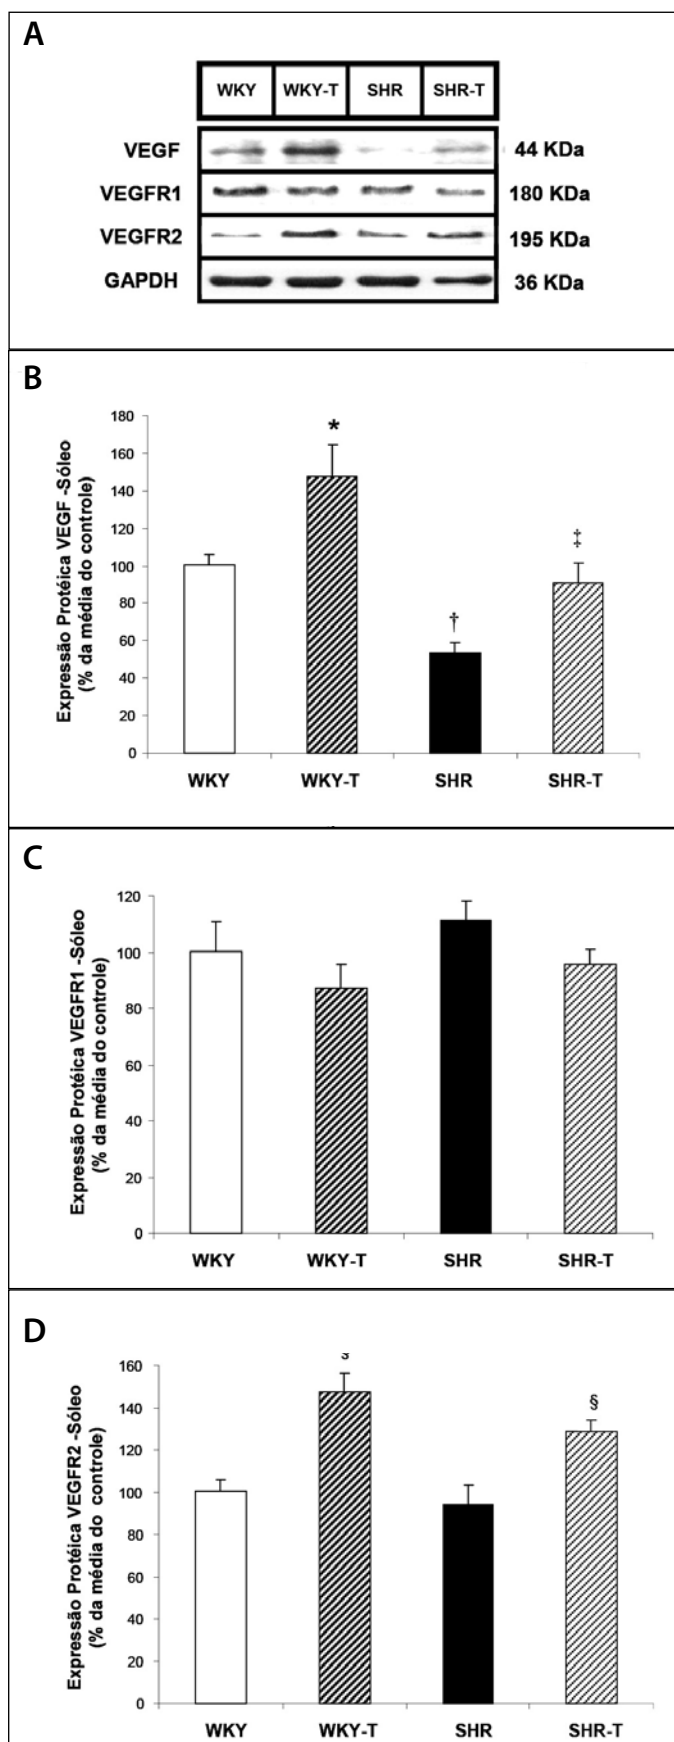 A
WKY WKY-T SHR SHR-T
VEGF 44 KDa
VEGFR1 180 KDa
VEGFR2 195 KDa
GAPDH 36 KDa
B
Expressão Protéica VEGF -Sóleo
(% da média do controle)
180
160
140
120
100
80
60
40
20
0
*
†
‡
WKY WKY-T SHR SHR-T
C
Expressão Protéica VEGFR1 -Sóleo
(% da média do controle)
120
100
80
60
40
20
0
WKY WKY-T SHR SHR-T
D
Expressão Protéica VEGFR2 -Sóleo
(% da média do controle)
160
140
120
100
80
60
40
20
0
§
WKY WKY-T SHR SHR-T